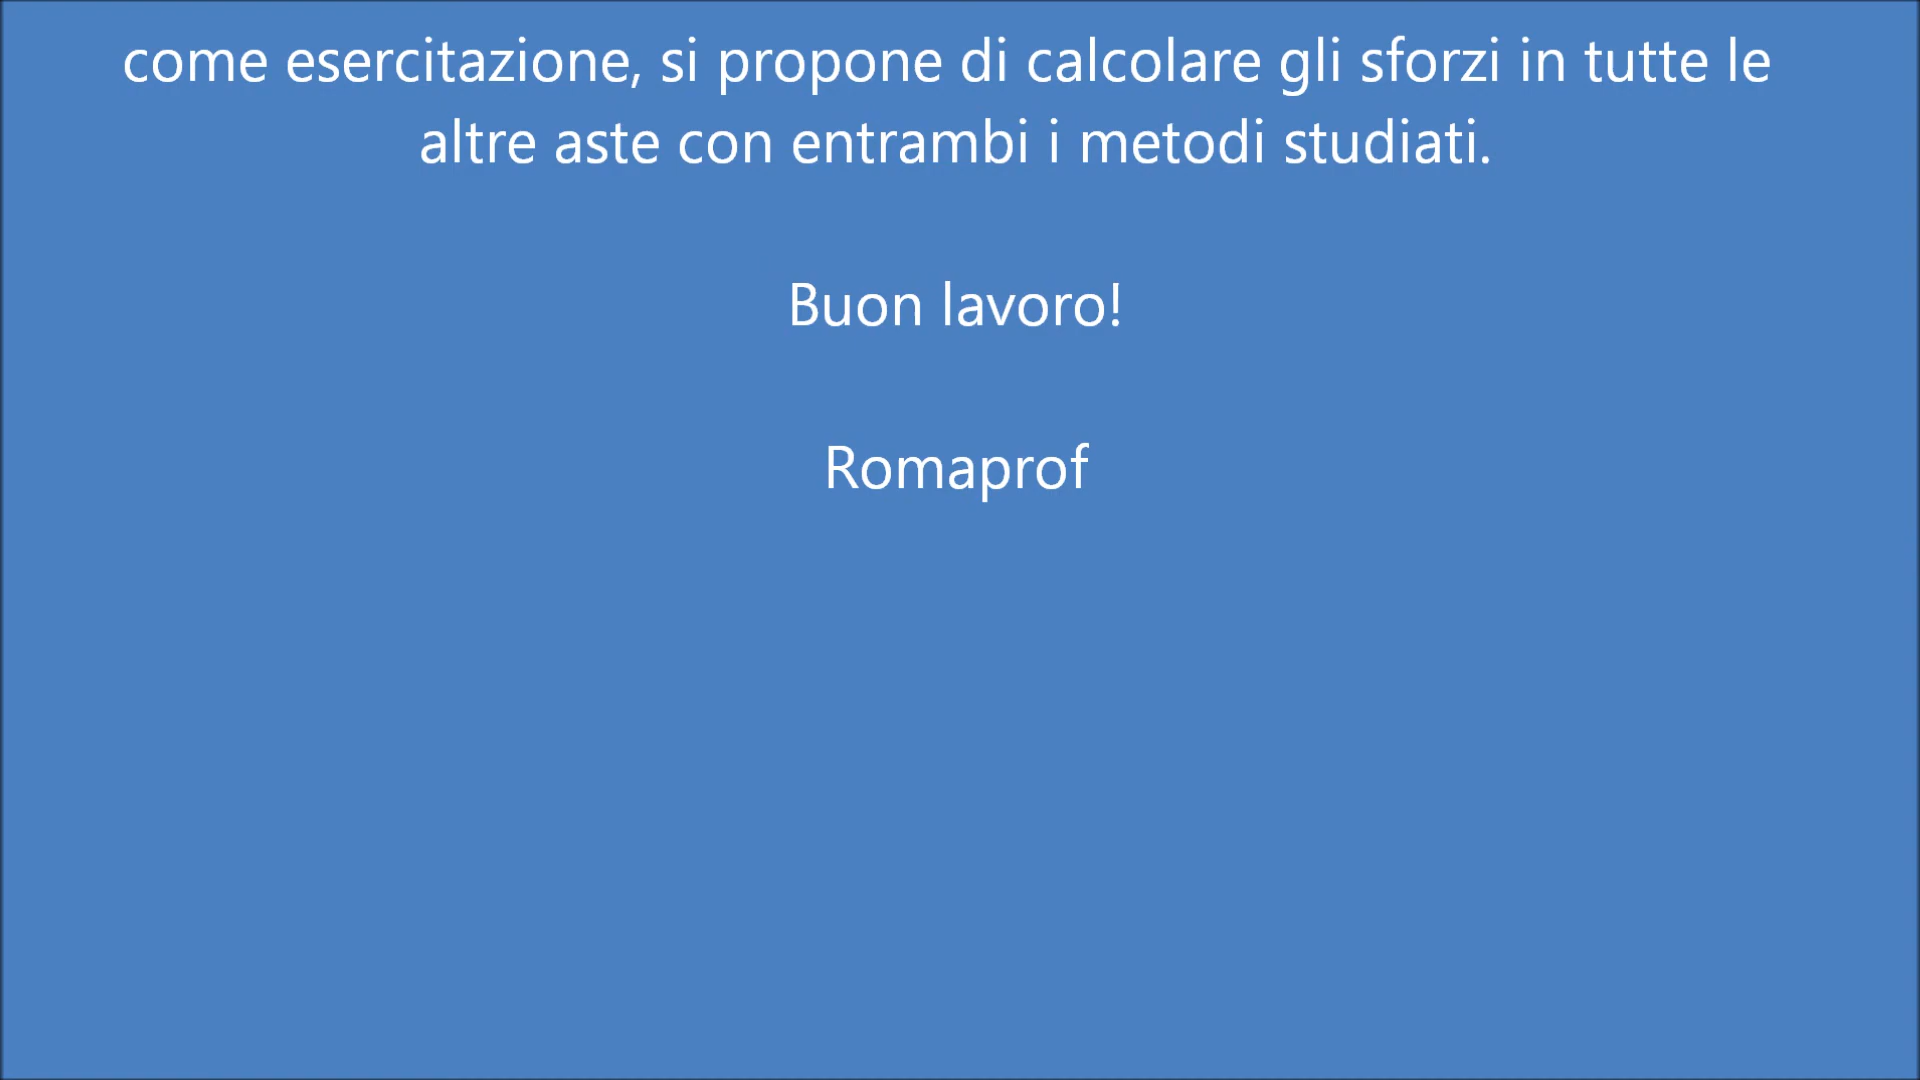 come esercitazione, si propone di calcolare gli sforzi in tutte le
altre aste con entrambi i metodi studiati.
Buon lavoro!
Romaprof